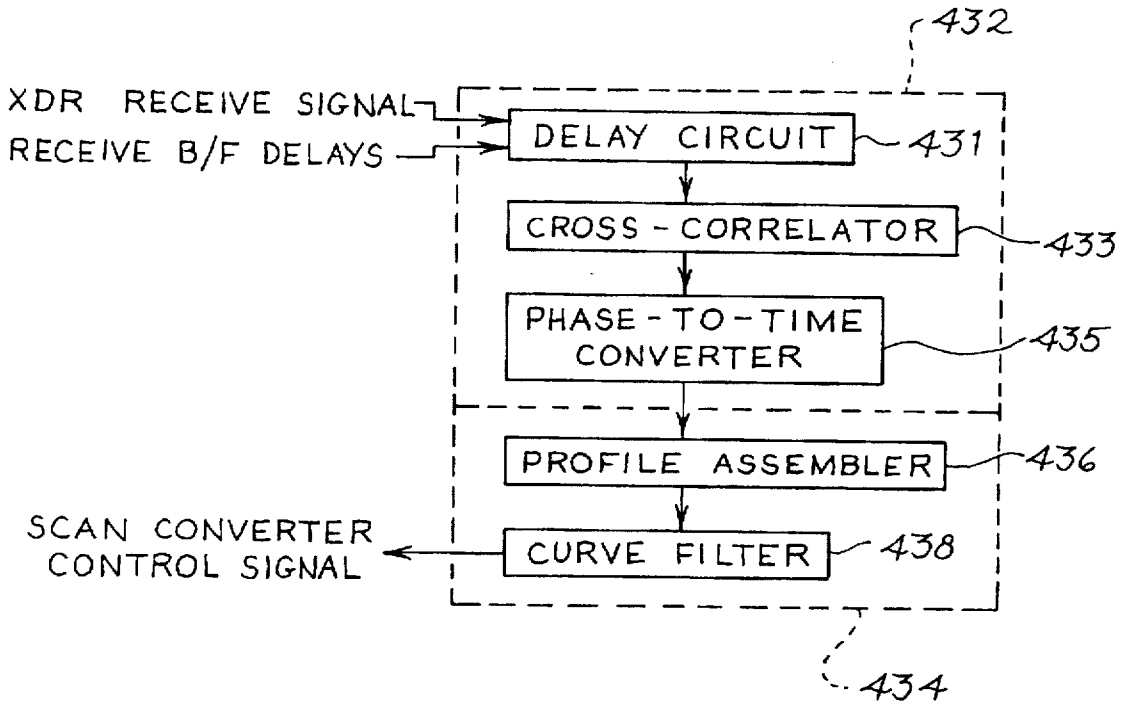 432
XDR RECEIVE SIGNAL
RECEIVE B/F DELAYS
DELAY CIRCUIT
431
CROSS-CORRELATOR
433
PHASE-TO-TIME
CONVERTER
435
PROFILE ASSEMBLER
436
SCAN CONVERTER
CONTROL SIGNAL
CURVE FILTER
438
434